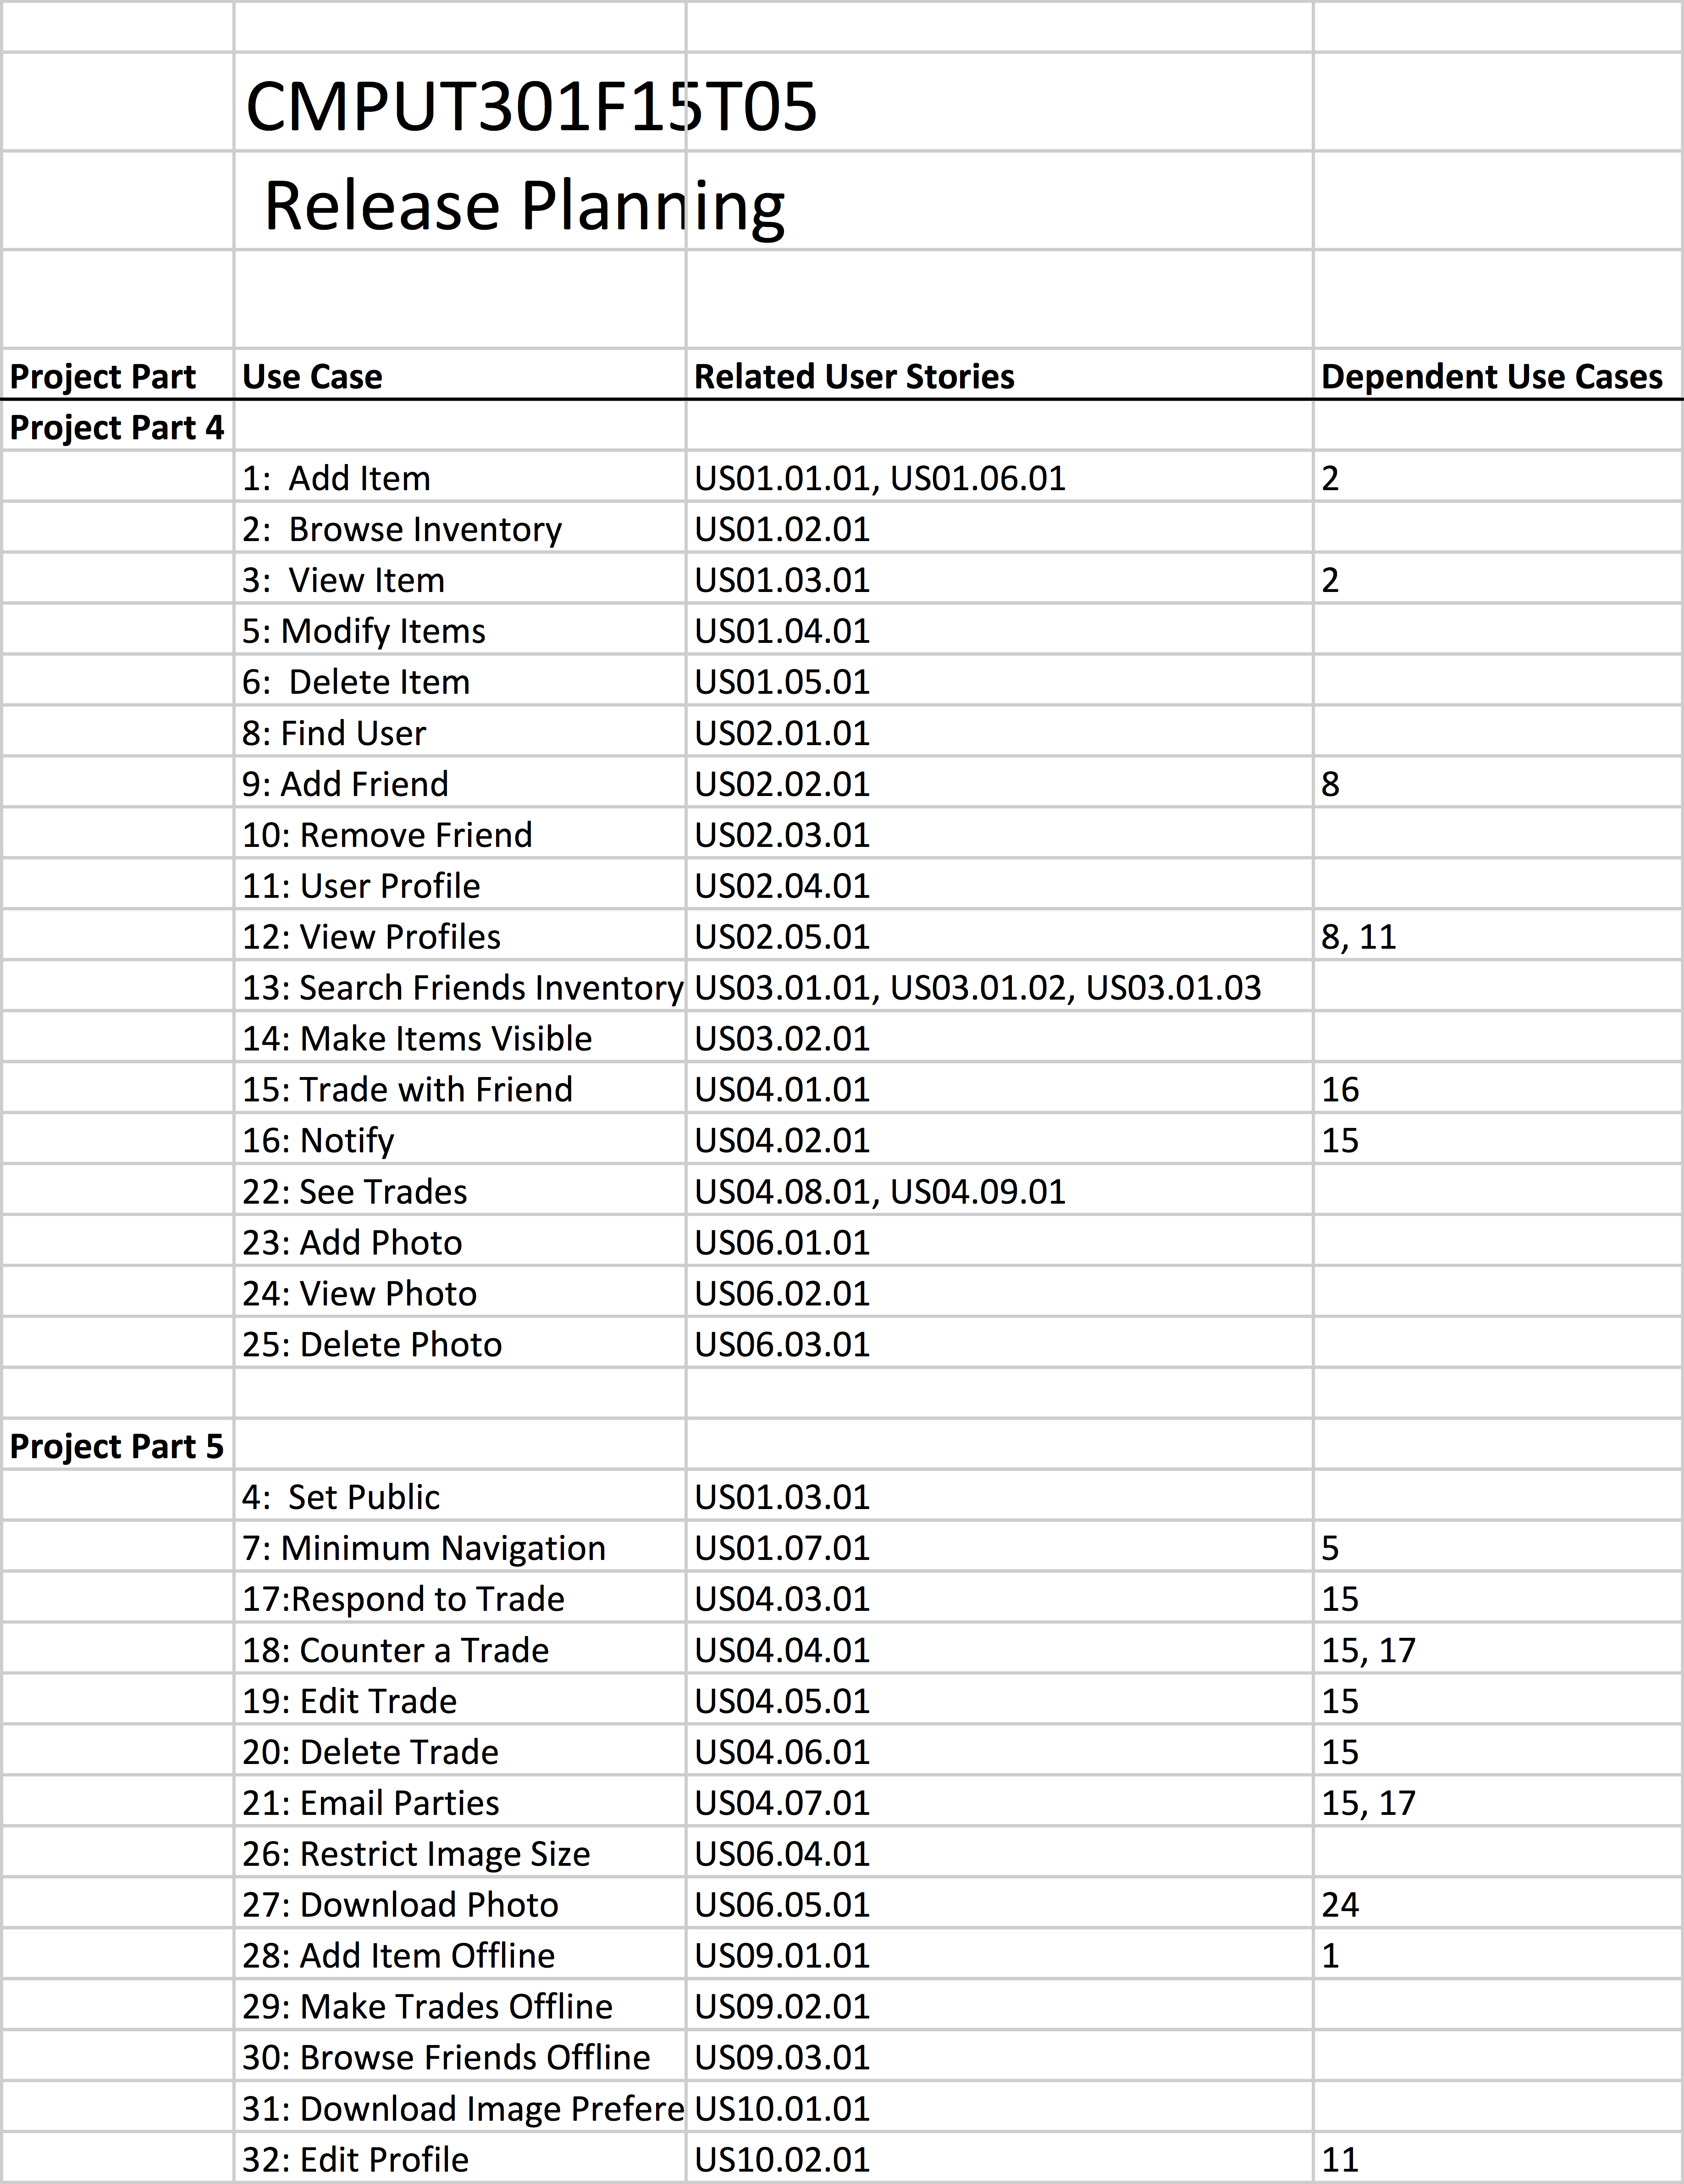 CMPUT301F15T05
Release Planning
Project Part Use Case Related User Stories Dependent Use Cases
Project Part 4
1:  Add Item US01.01.01, US01.06.01 2
2:  Browse Inventory US01.02.01
3:  View Item US01.03.01 2
5: Modify Items US01.04.01
6:  Delete Item US01.05.01
8: Find User US02.01.01
9: Add Friend US02.02.01 8
10: Remove Friend US02.03.01
11: User Profile US02.04.01
12: View Profiles US02.05.01 8, 11
13: Search Friends Inventory US03.01.01, US03.01.02, US03.01.03
14: Make Items Visible US03.02.01
15: Trade with Friend US04.01.01 16
16: Notify US04.02.01 15
22: See Trades US04.08.01, US04.09.01
23: Add Photo US06.01.01
24: View Photo US06.02.01
25: Delete Photo US06.03.01
Project Part 5
4:  Set Public US01.03.01
7: Minimum Navigation US01.07.01 5
17:Respond to Trade US04.03.01 15
18: Counter a Trade US04.04.01 15, 17
19: Edit Trade US04.05.01 15
20: Delete Trade US04.06.01 15
21: Email Parties US04.07.01 15, 17
26: Restrict Image Size US06.04.01
27: Download Photo US06.05.01 24
28: Add Item Offline US09.01.01 1
29: Make Trades Offline US09.02.01
30: Browse Friends Offline US09.03.01
31: Download Image Prefere US10.01.01
32: Edit Profile US10.02.01 11